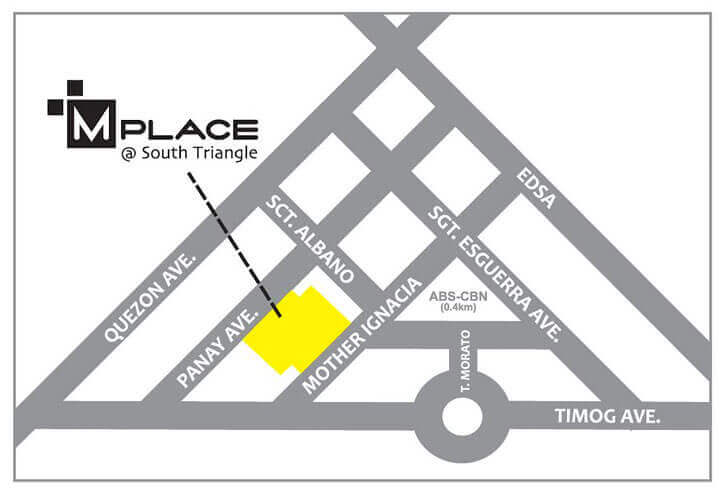 M PLACE
@ South Triangle
EDSA
SCT. ALBANO
SGT. ESGUERRA AVE.
QUEZON AVE.
PANAY AVE.
MOTHER IGNACIA
ABS-CBN
(0.4km)
T. MORATO
TIMOG AVE.